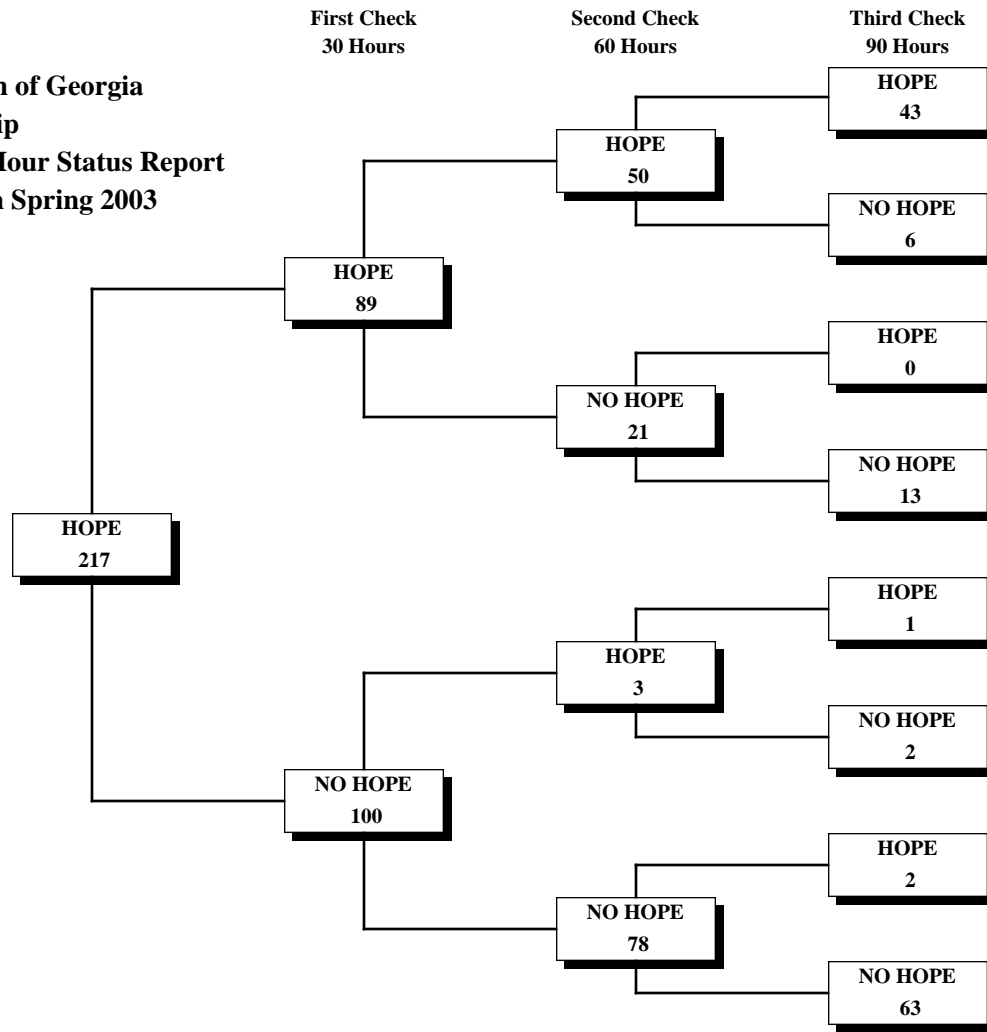 First Check
30 Hours
Second Check
60 Hours
Third Check
90 Hours
of Georgia
Status Report
Spring 2003
HOPE
217
HOPE
89
NO HOPE
100
HOPE
50
NO HOPE
21
HOPE
3
NO HOPE
78
HOPE
43
NO HOPE
6
HOPE
0
NO HOPE
13
HOPE
1
NO HOPE
2
HOPE
2
NO HOPE
63